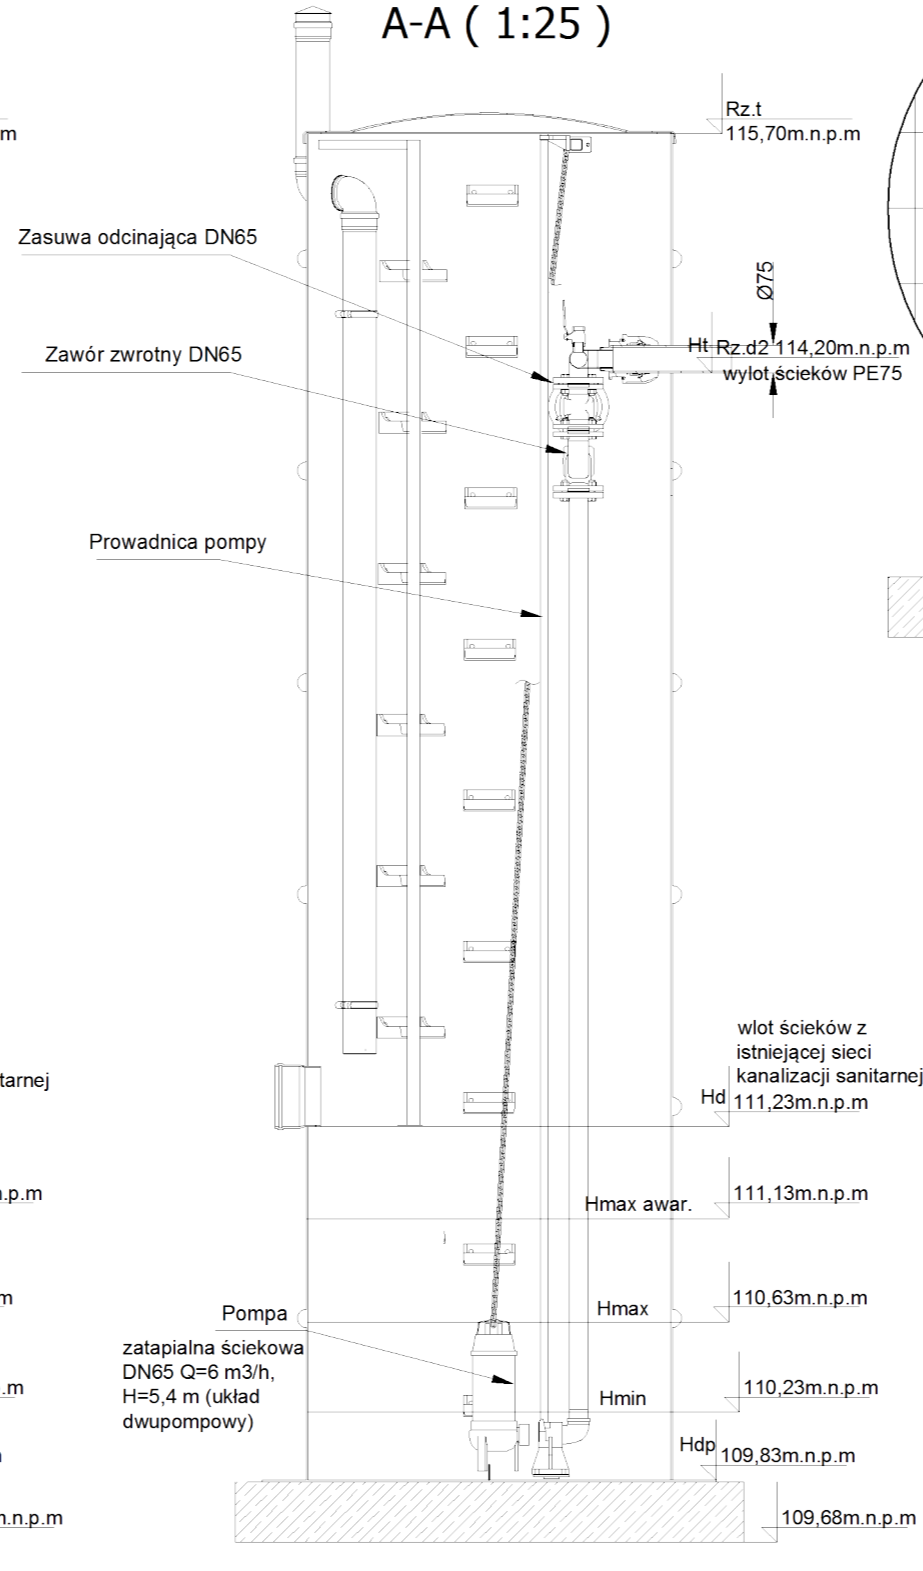 A-A ( 1:25 )
Rz.t
115,70m.n.p.m
m
Zasuwa odcinająca DN65
Ø75
Zawór zwrotny DN65
Ht Rz.d2 114,20m.n.p.m
wylot ścieków PE75
Prowadnica pompy
wlot ścieków z
istniejącej sieci
kanalizacji sanitarnej
tarnej
Hd 111,23m.n.p.m
Hmax awar. 111,13m.n.p.m
n.p.m
Hmax 110,63m.n.p.m
m
Pompa
zatapialna ściekowa
DN65 Q=6 m3/h,
H=5,4 m (układ
dwupompowy)
Hmin 110,23m.n.p.m
.m
Hdp 109,83m.n.p.m
109,68m.n.p.m
n.n.p.m